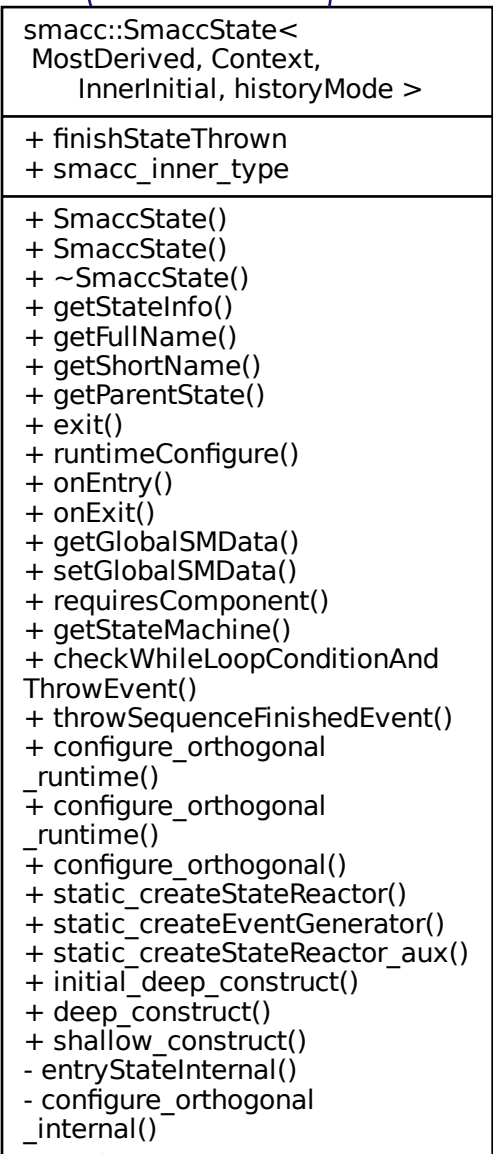 smacc::SmaccState<
MostDerived, Context,
InnerInitial, historyMode >
+ finishStateThrown
+ smacc_inner_type
+ SmaccState()
+ SmaccState()
+ ~SmaccState()
+ getStateInfo()
+ getFullName()
+ getShortName()
+ getParentState()
+ exit()
+ runtimeConfigure()
+ onEntry()
+ onExit()
+ getGlobalSMData()
+ setGlobalSMData()
+ requiresComponent()
+ getStateMachine()
+ checkWhileLoopConditionAnd
ThrowEvent()
+ throwSequenceFinishedEvent()
+ configure_orthogonal
_runtime()
+ configure_orthogonal
_runtime()
+ configure_orthogonal()
+ static_createStateReactor()
+ static_createEventGenerator()
+ static_createStateReactor_aux()
+ initial_deep_construct()
+ deep_construct()
+ shallow_construct()
- entryStateInternal()
- configure_orthogonal
_internal()